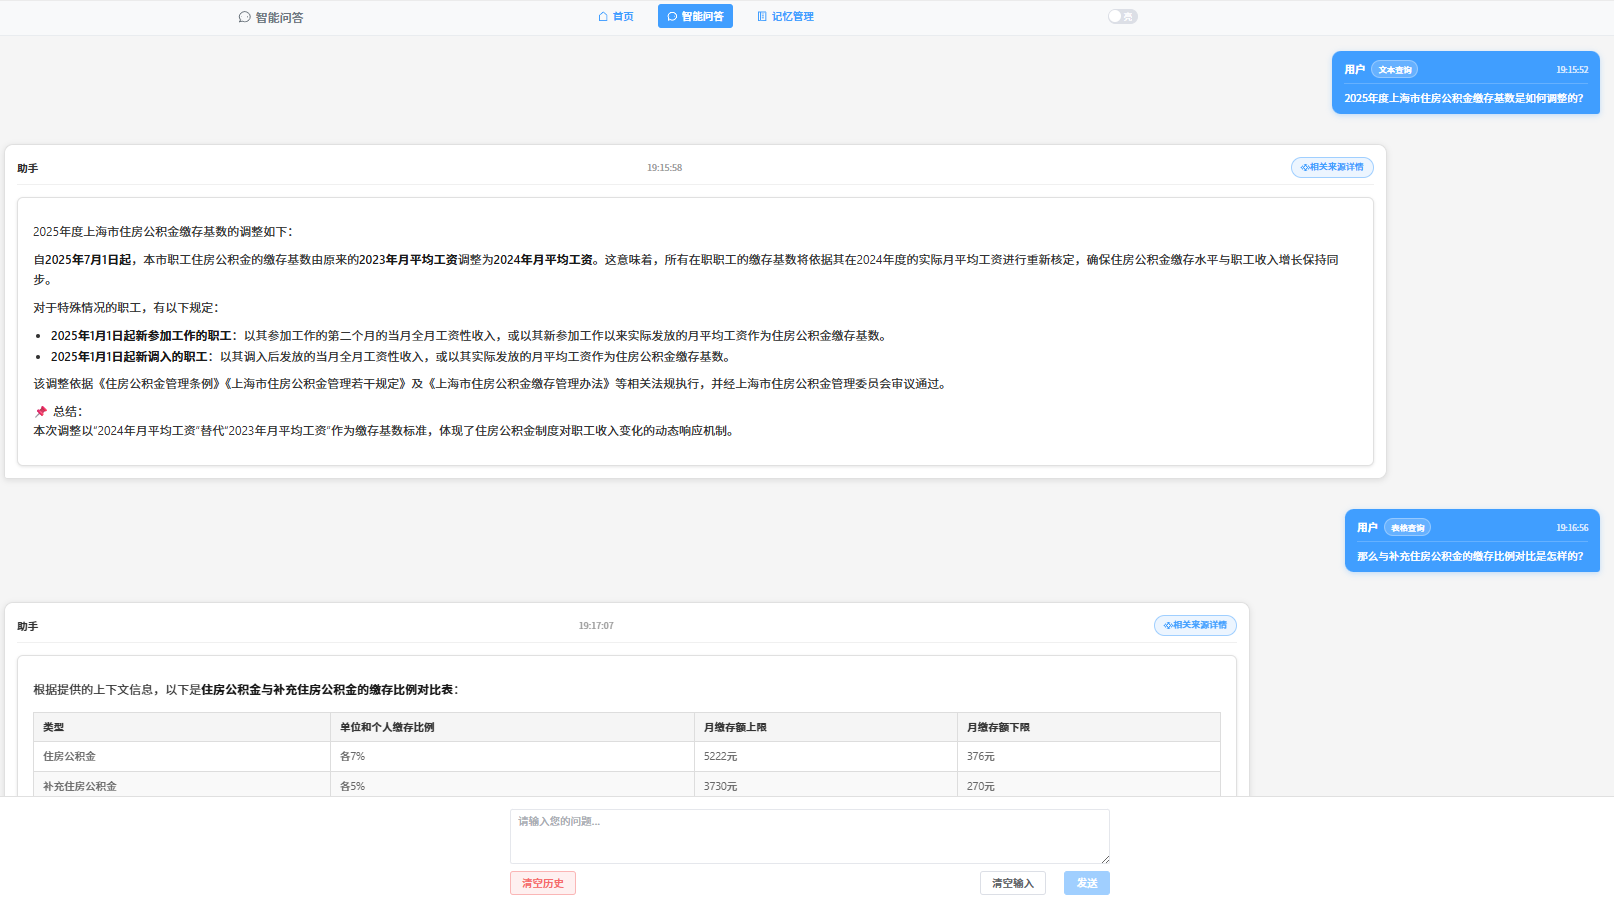 智能问答
首页
智能问答
记忆管理
亮
用户 文本查询 19:15:52
2025年度上海市住房公积金缴存基数是如何调整的？
助手 19:15:58 相关来源详情
2025年度上海市住房公积金缴存基数的调整如下：
自2025年7月1日起，本市职工住房公积金的缴存基数由原来的2023年月平均工资调整为2024年月平均工资。这意味着，所有在职职工的缴存基数将依据其在2024年度的实际月平均工资进行重新核定，确保住房公积金缴存水平与职工收入增长保持同
步。
对于特殊情况的职工，有以下规定：
• 2025年1月1日起新参加工作的职工：以其参加工作的第二个月的当月全月工资性收入，或以其新参加工作以来实际发放的月平均工资作为住房公积金缴存基数。
• 2025年1月1日起新调入的职工：以其调入后发放的当月全月工资性收入，或以其实际发放的月平均工资作为住房公积金缴存基数。
该调整依据《住房公积金管理条例》《上海市住房公积金管理若干规定》及《上海市住房公积金缴存管理办法》等相关法规执行，并经上海市住房公积金管理委员会审议通过。
📌 总结：
本次调整以“2024年月平均工资”替代“2023年月平均工资”作为缴存基数标准，体现了住房公积金制度对职工收入变化的动态响应机制。
用户 表格查询 19:16:56
那么与补充住房公积金的缴存比例对比是怎样的？
助手 19:17:07 相关来源详情
根据提供的上下文信息，以下是住房公积金与补充住房公积金的缴存比例对比表：
类型 单位和个人缴存比例 月缴存额上限 月缴存额下限
住房公积金 各7% 5222元 376元
补充住房公积金 各5% 3730元 270元
请输入您的问题...
清空历史 清空输入 发送